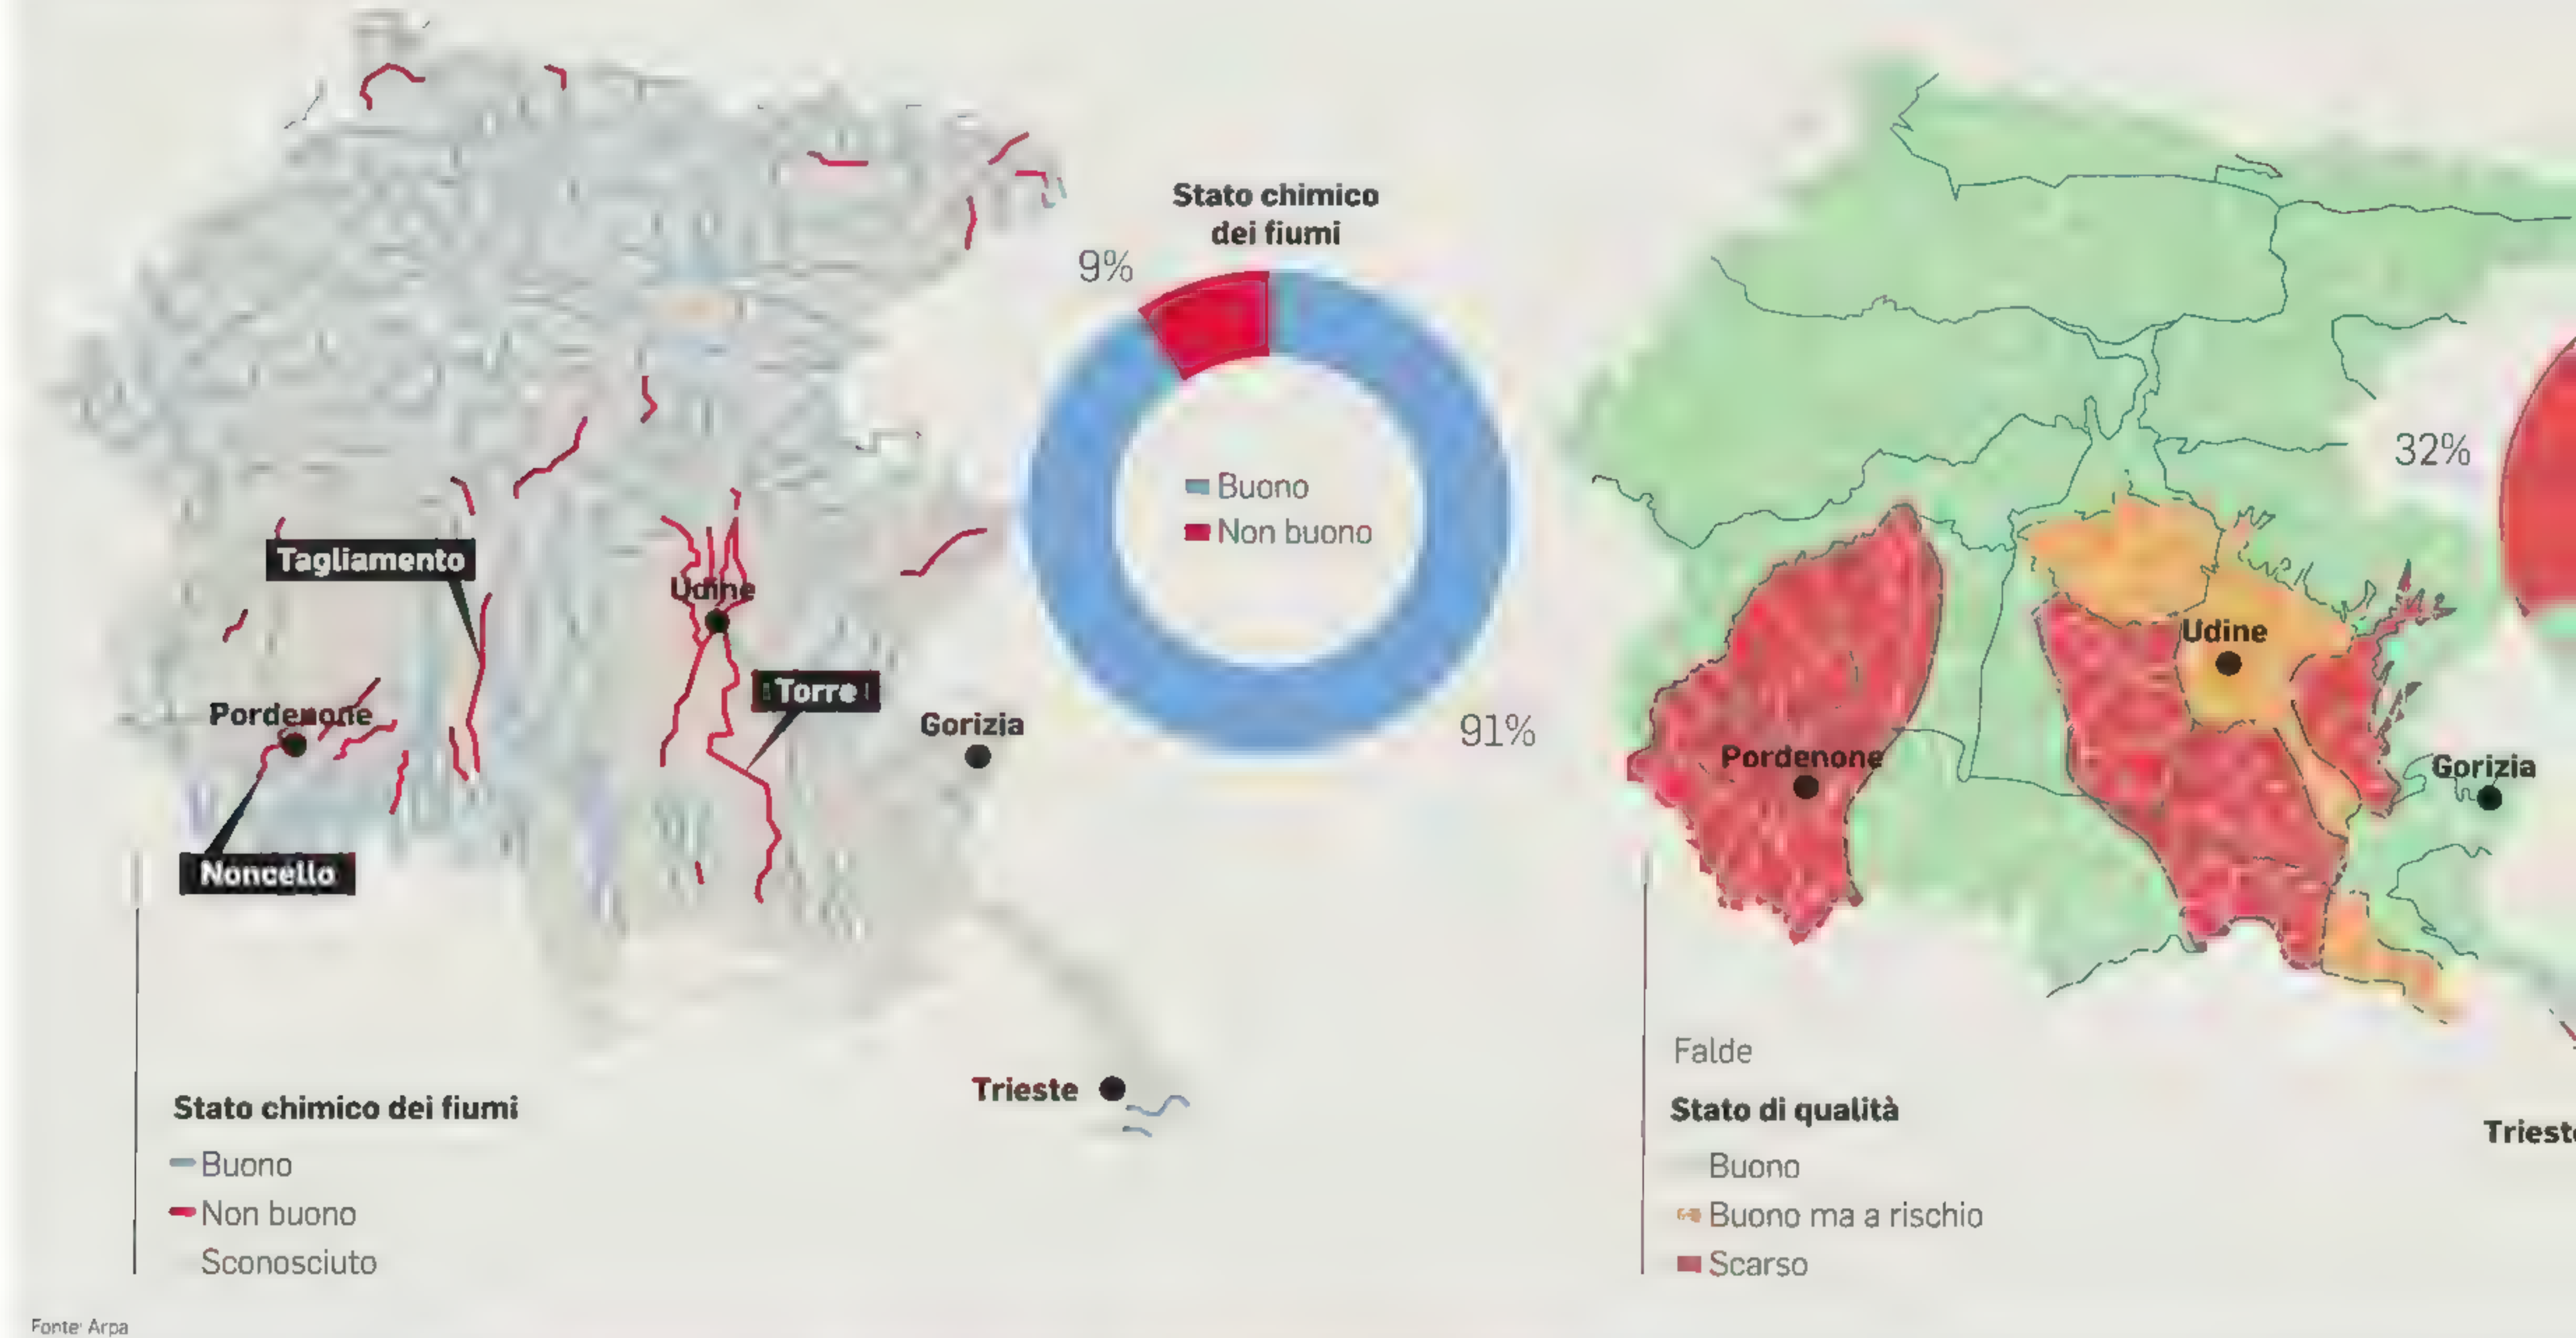 Tagliamento
Udine
Torre
Pordenone
Gorizia
Noncello
Trieste
Stato chimico dei fiumi
Buono
Non buono
Sconosciuto
Fonte: Arpa
Stato chimico
dei fiumi
9%
Buono
Non buono
91%
32%
Udine
Pordenone
Gorizia
Falde
Stato di qualità
Buono
Buono ma a rischio
Scarso